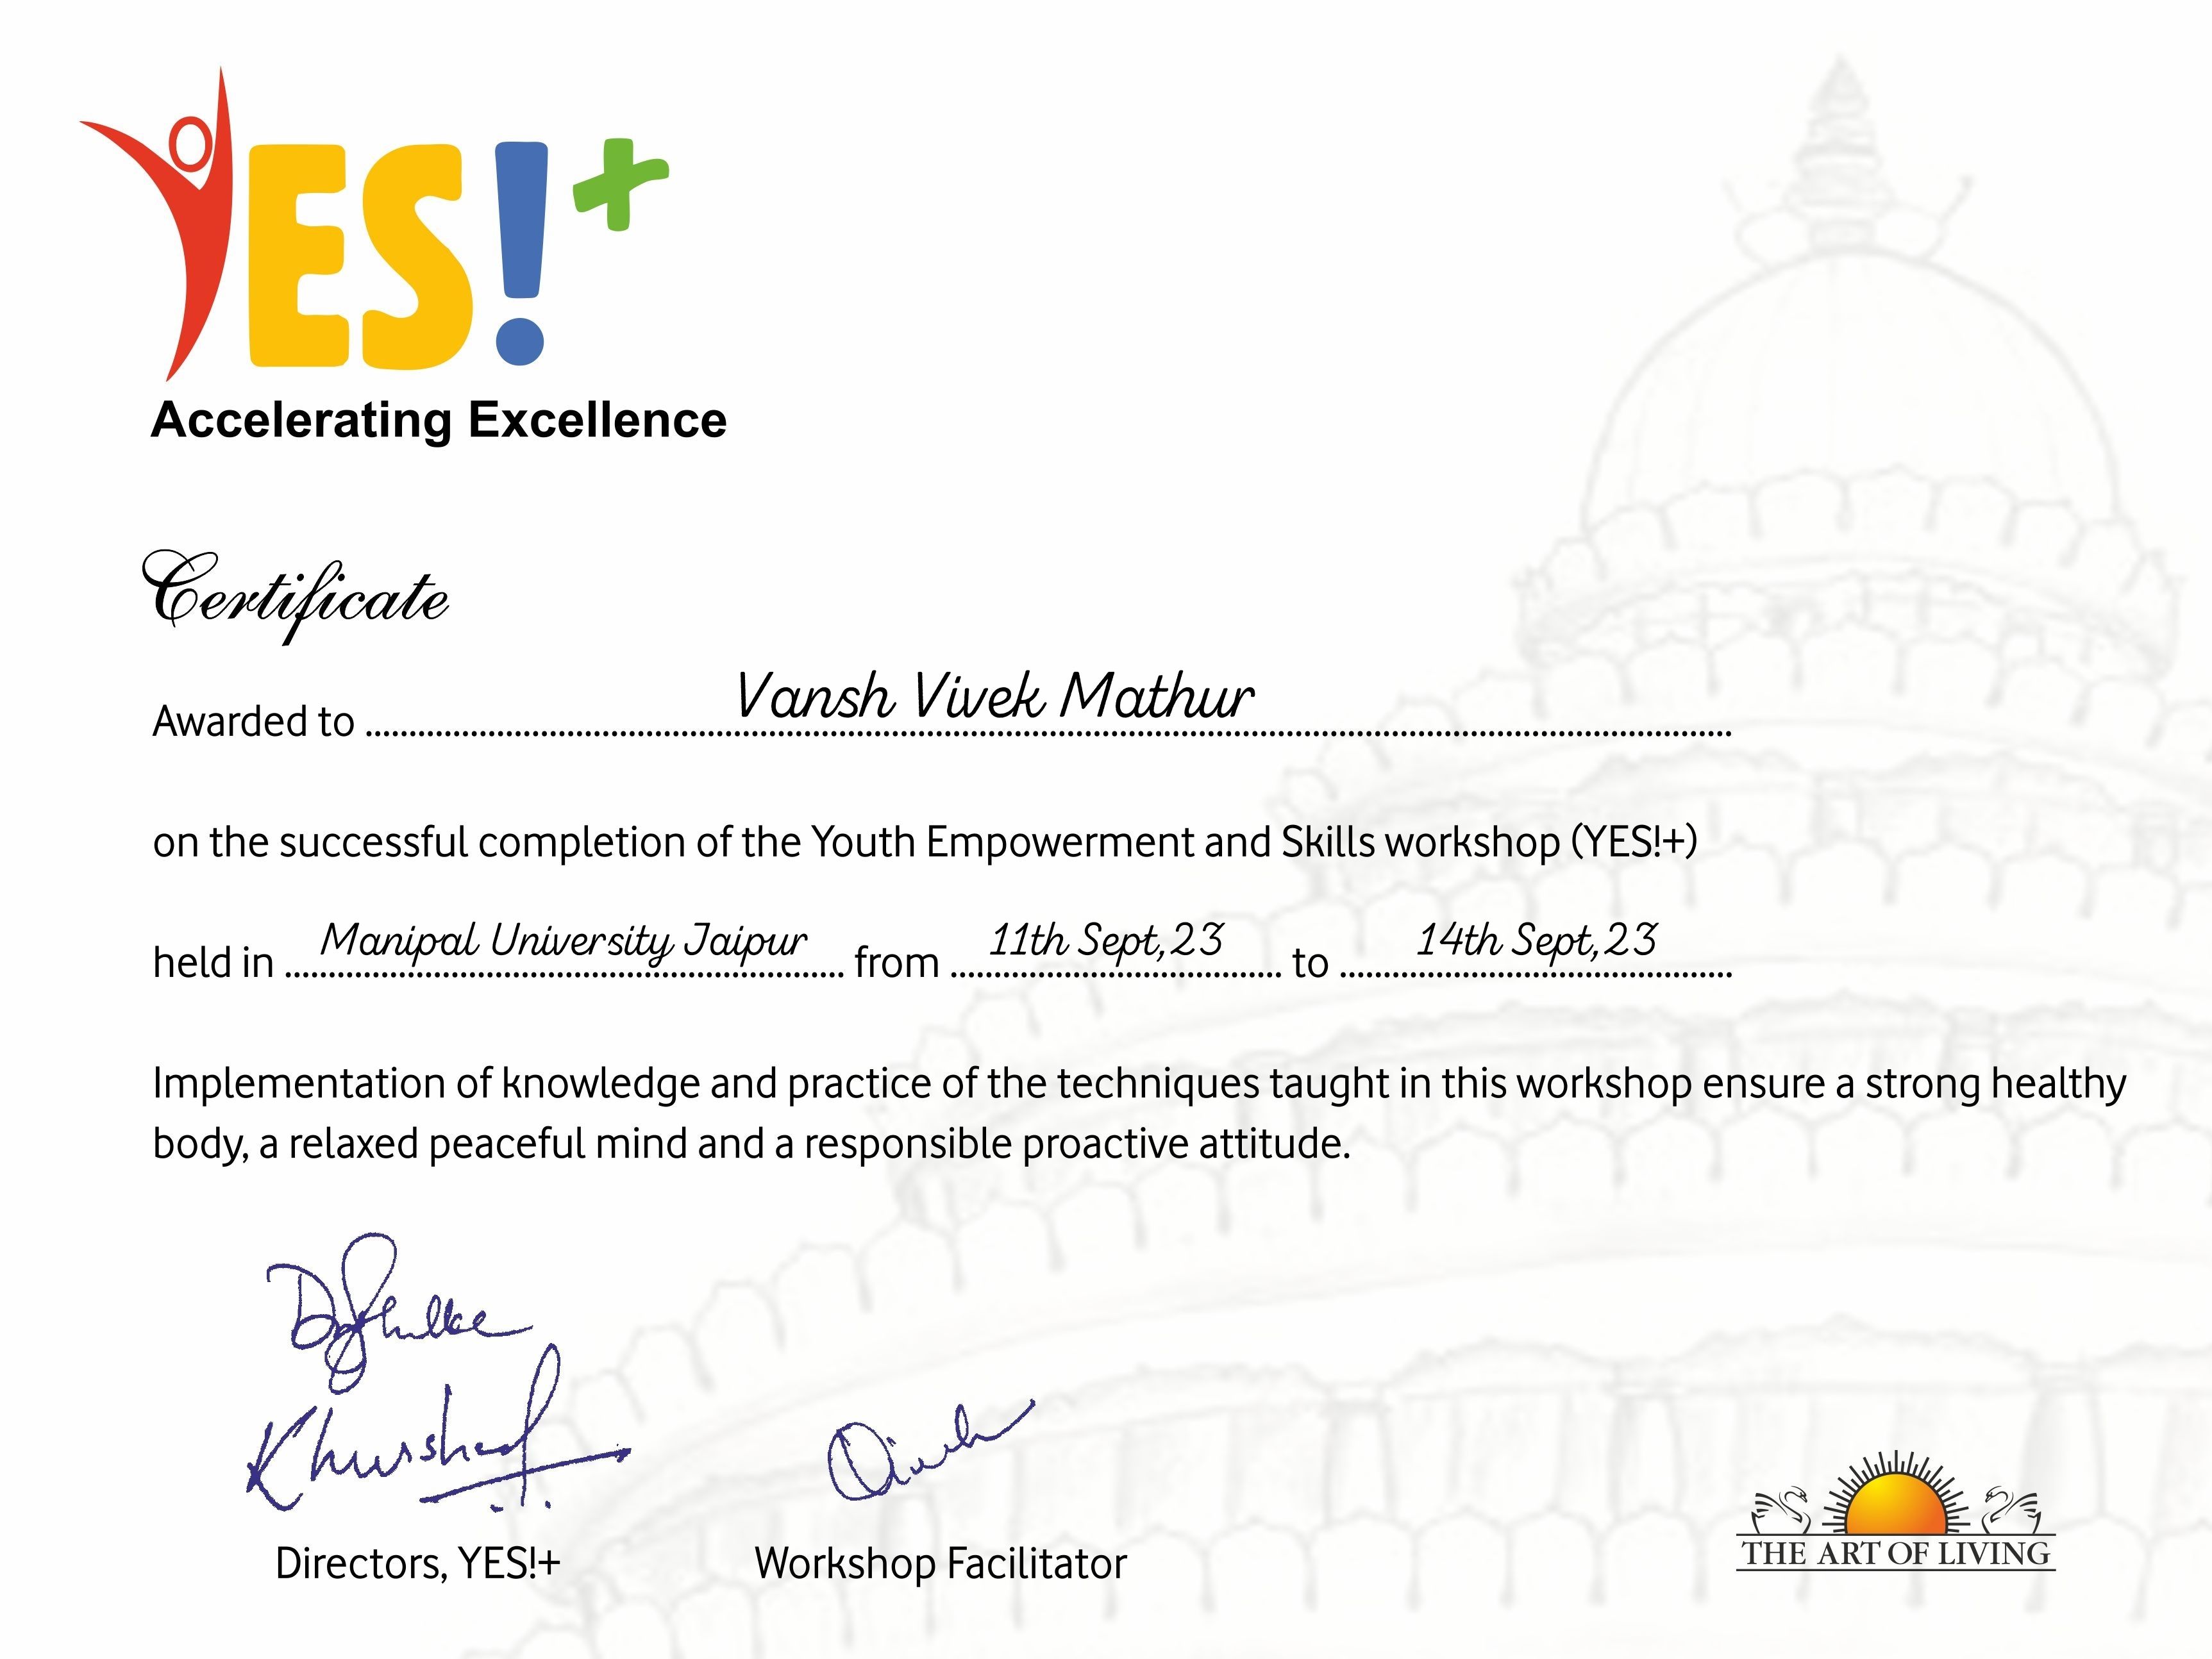 YES!+
Accelerating Excellence
Certificate
Awarded to Vansh Vivek Mathur
on the successful completion of the Youth Empowerment and Skills workshop (YES!+)
held in Manipal University Jaipur from 11th Sept,23 to 14th Sept,23
Implementation of knowledge and practice of the techniques taught in this workshop ensure a strong healthy
body, a relaxed peaceful mind and a responsible proactive attitude.
Khurshed
Directors, YES!+ Workshop Facilitator
THE ART OF LIVING